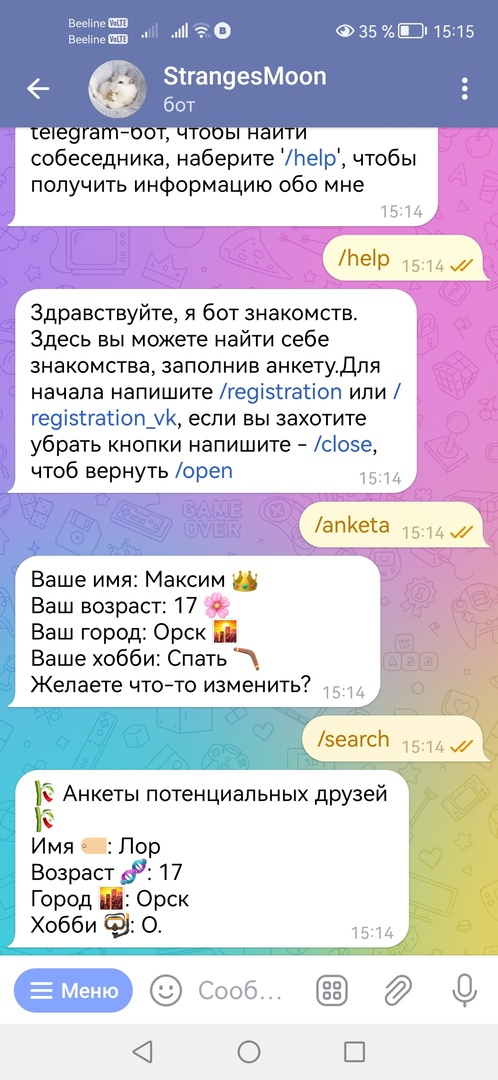 Beeline VoLTE
Beeline VoLTE
35 % 15:15
StrangesMoon
бот
telegram-бот, чтобы найти
собеседника, наберите '/help', чтобы
получить информацию обо мне
15:14
/help 15:14
Здравствуйте, я бот знакомств.
Здесь вы можете найти себе
знакомства, заполнив анкету.Для
начала напишите /registration или /
registration_vk, если вы захотите
убрать кнопки напишите - /close,
чтоб вернуть /open
15:14
GAME
OVER
/anketa 15:14
Ваше имя: Максим 👑
Ваш возраст: 17 🌸
Ваш город: Орск 🌇
Ваше хобби: Спать 🪃
Желаете что-то изменить? 15:14
W
A S D
/search 15:14
🎋 Анкеты потенциальных друзей
🎋
Имя 🏷: Лор
Возраст 🧬: 17
Город 🌇: Орск
Хобби 🤿: О.
15:14
Меню Сооб...